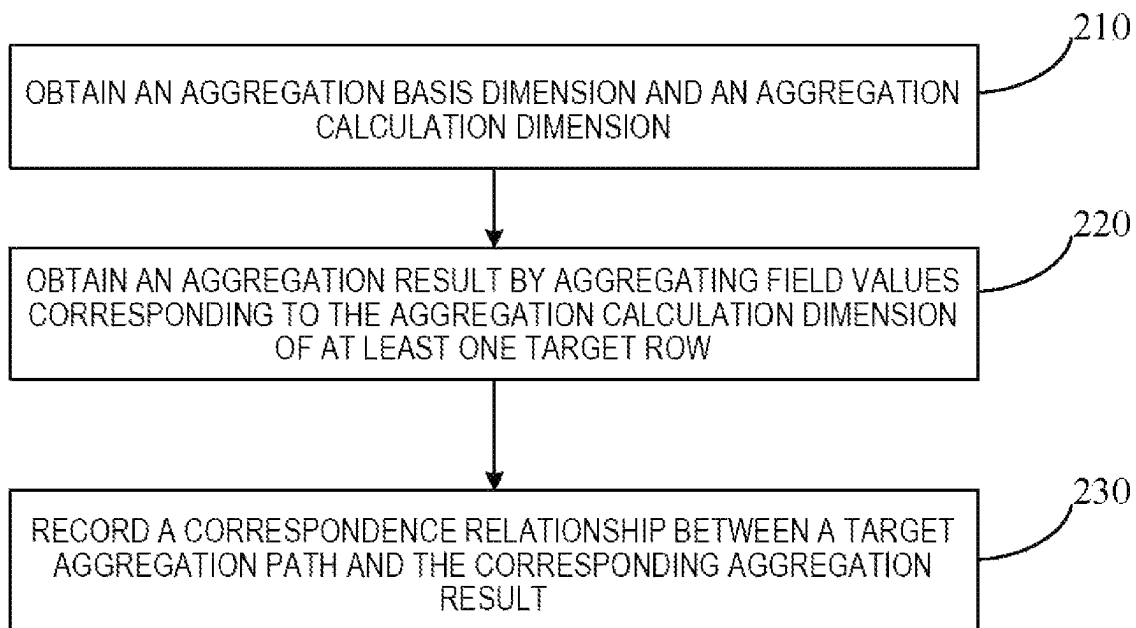 210
OBTAIN AN AGGREGATION BASIS DIMENSION AND AN AGGREGATION
CALCULATION DIMENSION
220
OBTAIN AN AGGREGATION RESULT BY AGGREGATING FIELD VALUES
CORRESPONDING TO THE AGGREGATION CALCULATION DIMENSION
OF AT LEAST ONE TARGET ROW
230
RECORD A CORRESPONDENCE RELATIONSHIP BETWEEN A TARGET
AGGREGATION PATH AND THE CORRESPONDING AGGREGATION
RESULT